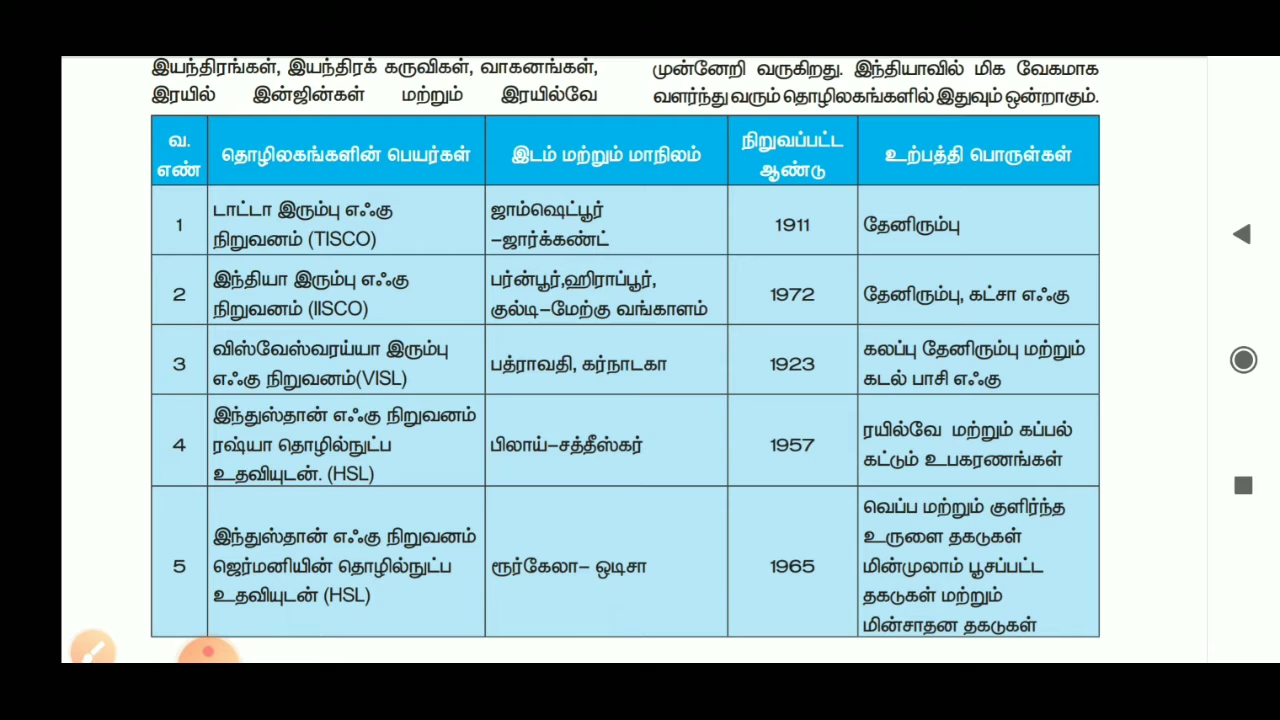 இயந்திரங்கள், இயந்திரக் கருவிகள், வாகனங்கள்,
இரயில் இன்ஜின்கள் மற்றும் இரயில்வே
முன்னேறி வருகிறது. இந்தியாவில் மிக வேகமாக
வளர்ந்து வரும் தொழிலகங்களில் இதுவும் ஒன்றாகும்.
வ.
எண்
தொழிலகங்களின் பெயர்கள்
இடம் மற்றும் மாநிலம்
நிறுவப்பட்ட
ஆண்டு
உற்பத்தி பொருள்கள்
1
டாட்டா இரும்பு எஃகு
நிறுவனம் (TISCO)
ஜாம்ஷெட்பூர்
-ஜார்க்கண்ட்
1911
தேனிரும்பு
2
இந்தியா இரும்பு எஃகு
நிறுவனம் (IISCO)
பர்ன்பூர்,ஹிராப்பூர்,
குல்டி-மேற்கு வங்காளம்
1972
தேனிரும்பு, கட்சா எஃகு
3
விஸ்வேஸ்வரய்யா இரும்பு
எஃகு நிறுவனம்(VISL)
பத்ராவதி, கர்நாடகா
1923
கலப்பு தேனிரும்பு மற்றும்
கடல் பாசி எஃகு
4
இந்துஸ்தான் எஃகு நிறுவனம்
ரஷ்யா தொழில்நுட்ப
உதவியுடன். (HSL)
பிலாய்-சத்தீஸ்கர்
1957
ரயில்வே மற்றும் கப்பல்
கட்டும் உபகரணங்கள்
5
இந்துஸ்தான் எஃகு நிறுவனம்
ஜெர்மனியின் தொழில்நுட்ப
உதவியுடன் (HSL)
ரூர்கேலா- ஒடிசா
1965
வெப்ப மற்றும் குளிர்ந்த
உருளை தகடுகள்
மின்முலாம் பூசப்பட்ட
தகடுகள் மற்றும்
மின்சாதன தகடுகள்